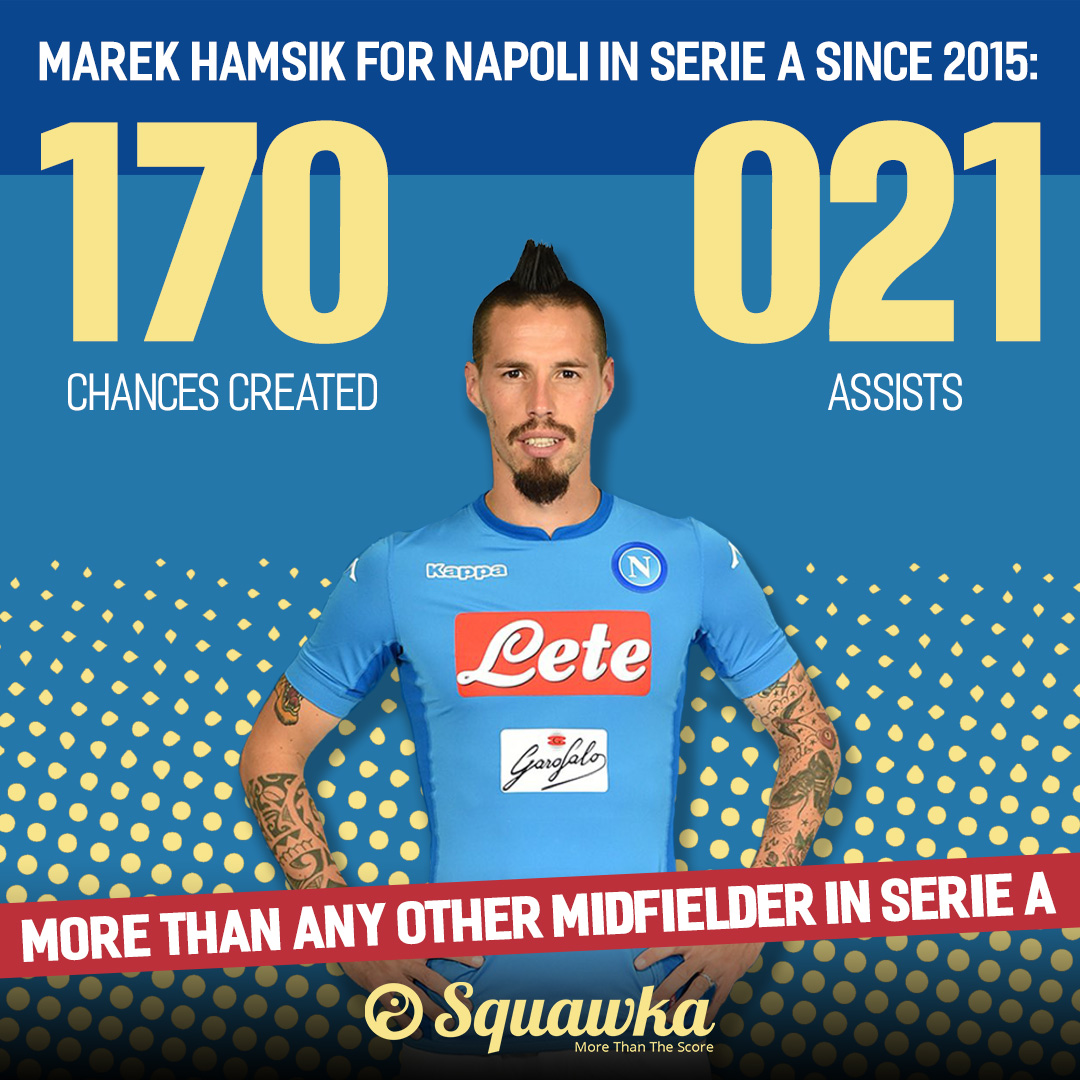 MAREK HAMSIK FOR NAPOLI IN SERIE A SINCE 2015:
170
021
CHANCES CREATED
ASSISTS
Kappa
N
Lete
G
Garofalo
MORE THAN ANY OTHER MIDFIELDER IN SERIE A
Squawka
More Than The Score